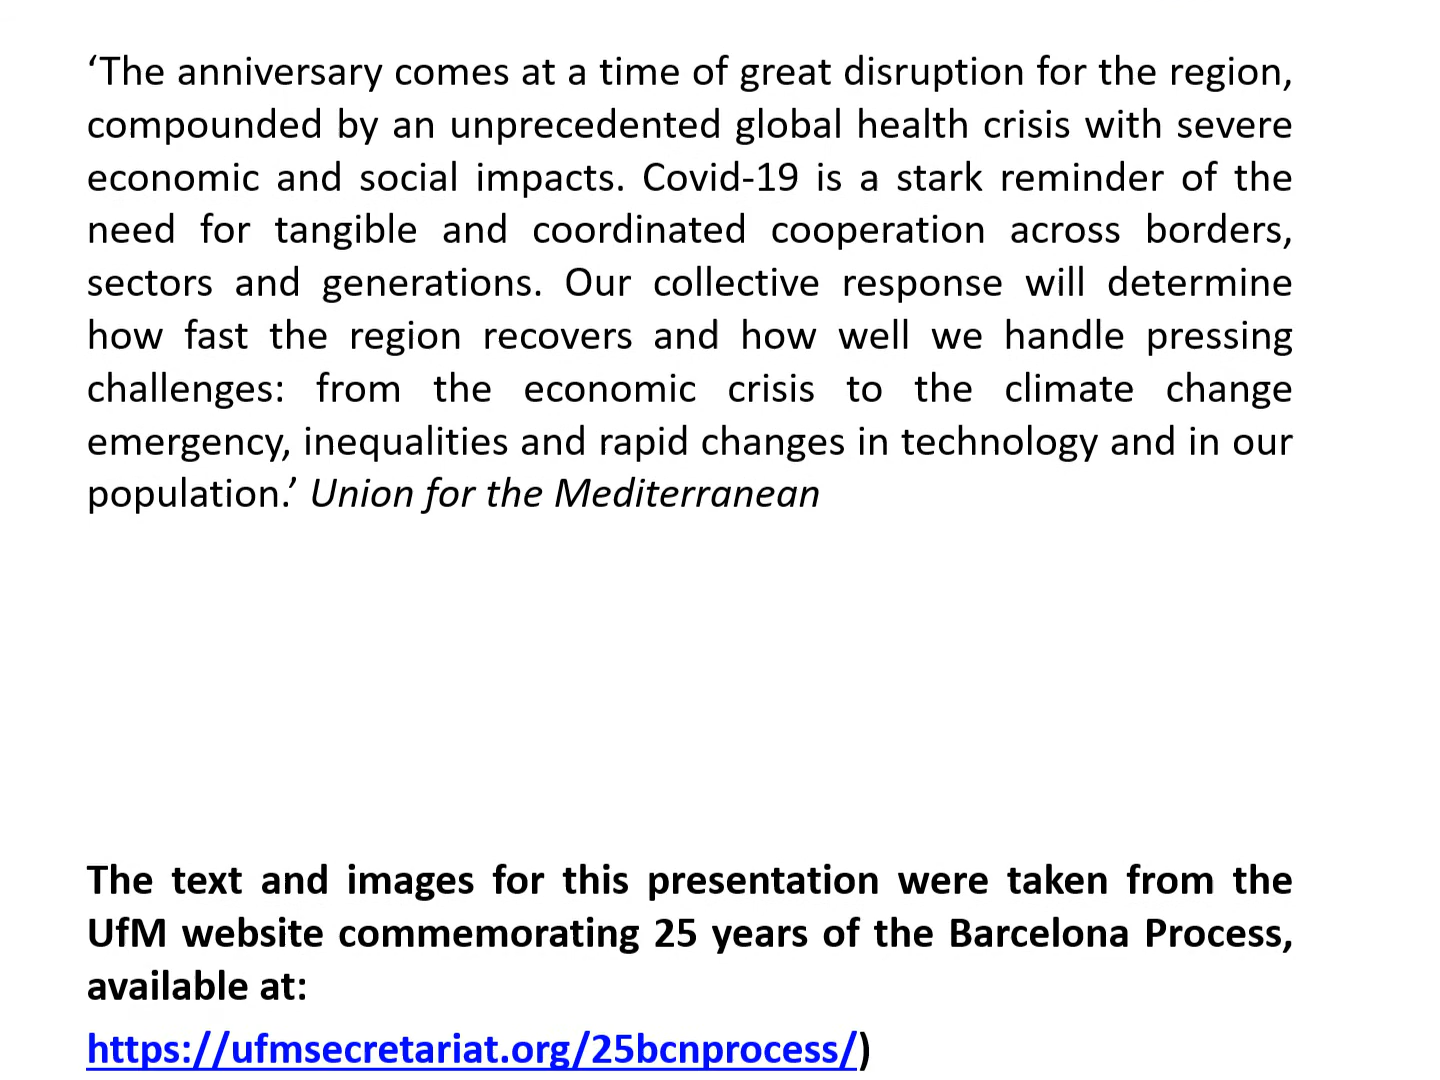 ‘The anniversary comes at a time of great disruption for the region,
compounded by an unprecedented global health crisis with severe
economic and social impacts. Covid-19 is a stark reminder of the
need for tangible and coordinated cooperation across borders,
sectors and generations. Our collective response will determine
how fast the region recovers and how well we handle pressing
challenges: from the economic crisis to the climate change
emergency, inequalities and rapid changes in technology and in our
population.’ Union for the Mediterranean
The text and images for this presentation were taken from the
UfM website commemorating 25 years of the Barcelona Process,
available at:
https://ufmsecretariat.org/25bcnprocess/)